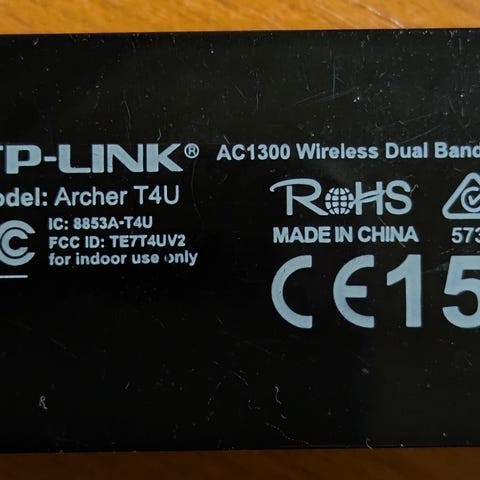 TP-LINK® AC1300 Wireless Dual Band
odel: Archer T4U
FC IC: 8853A-T4U
FCC ID: TE7T4UV2
for indoor use only
RoHS
MADE IN CHINA 573
CE15